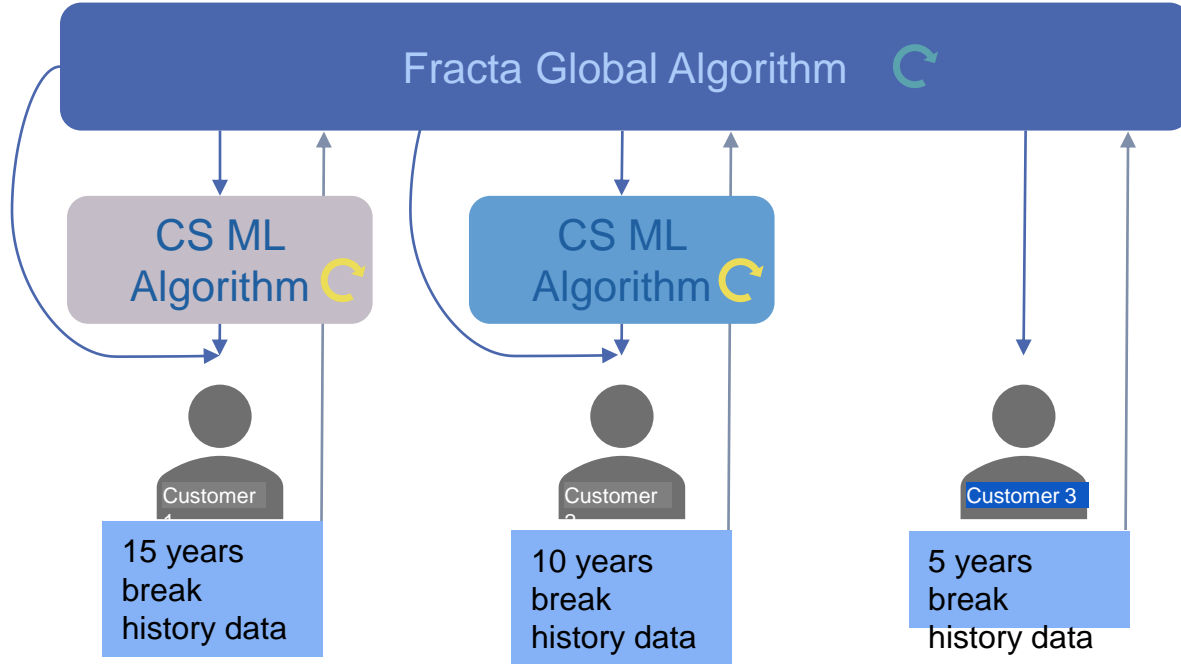 Fracta Global Algorithm
CS ML
Algorithm
CS ML
Algorithm
Customer
Customer
Customer 3
15 years
break
history data
10 years
break
history data
5 years
break
history data